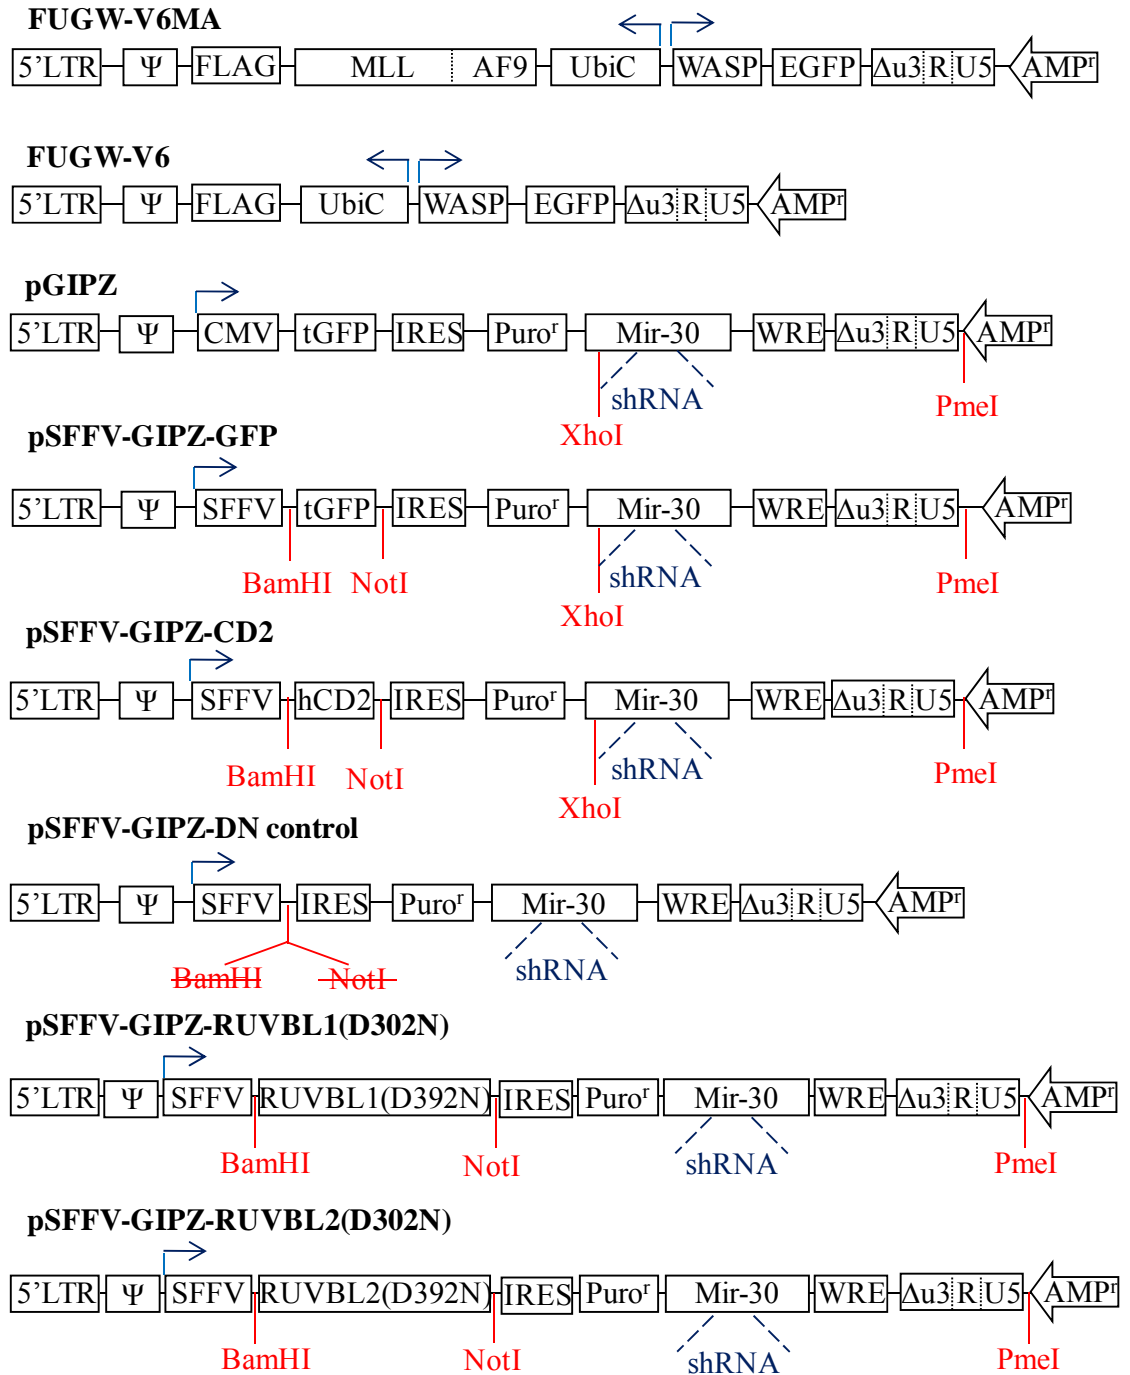 FUGW-V6MA
5’LTR Ψ FLAG MLL AF9 UbiC WASP EGFP Δu3 R U5 AMPʳ
FUGW-V6
5’LTR Ψ FLAG UbiC WASP EGFP Δu3 R U5 AMPʳ
pGIPZ
5’LTR Ψ CMV tGFP IRES Puroʳ Mir-30 WRE Δu3 R U5 AMPʳ
shRNA PmeI
XhoI
pSFFV-GIPZ-GFP
5’LTR Ψ SFFV tGFP IRES Puroʳ Mir-30 WRE Δu3 R U5 AMPʳ
BamHI NotI shRNA PmeI
XhoI
pSFFV-GIPZ-CD2
5’LTR Ψ SFFV hCD2 IRES Puroʳ Mir-30 WRE Δu3 R U5 AMPʳ
BamHI NotI shRNA PmeI
XhoI
pSFFV-GIPZ-DN control
5’LTR Ψ SFFV IRES Puroʳ Mir-30 WRE Δu3 R U5 AMPʳ
BamHI NotI shRNA
pSFFV-GIPZ-RUVBL1(D302N)
5’LTR Ψ SFFV RUVBL1(D392N) IRES Puroʳ Mir-30 WRE Δu3 R U5 AMPʳ
BamHI NotI shRNA PmeI
pSFFV-GIPZ-RUVBL2(D302N)
5’LTR Ψ SFFV RUVBL2(D392N) IRES Puroʳ Mir-30 WRE Δu3 R U5 AMPʳ
BamHI NotI shRNA PmeI